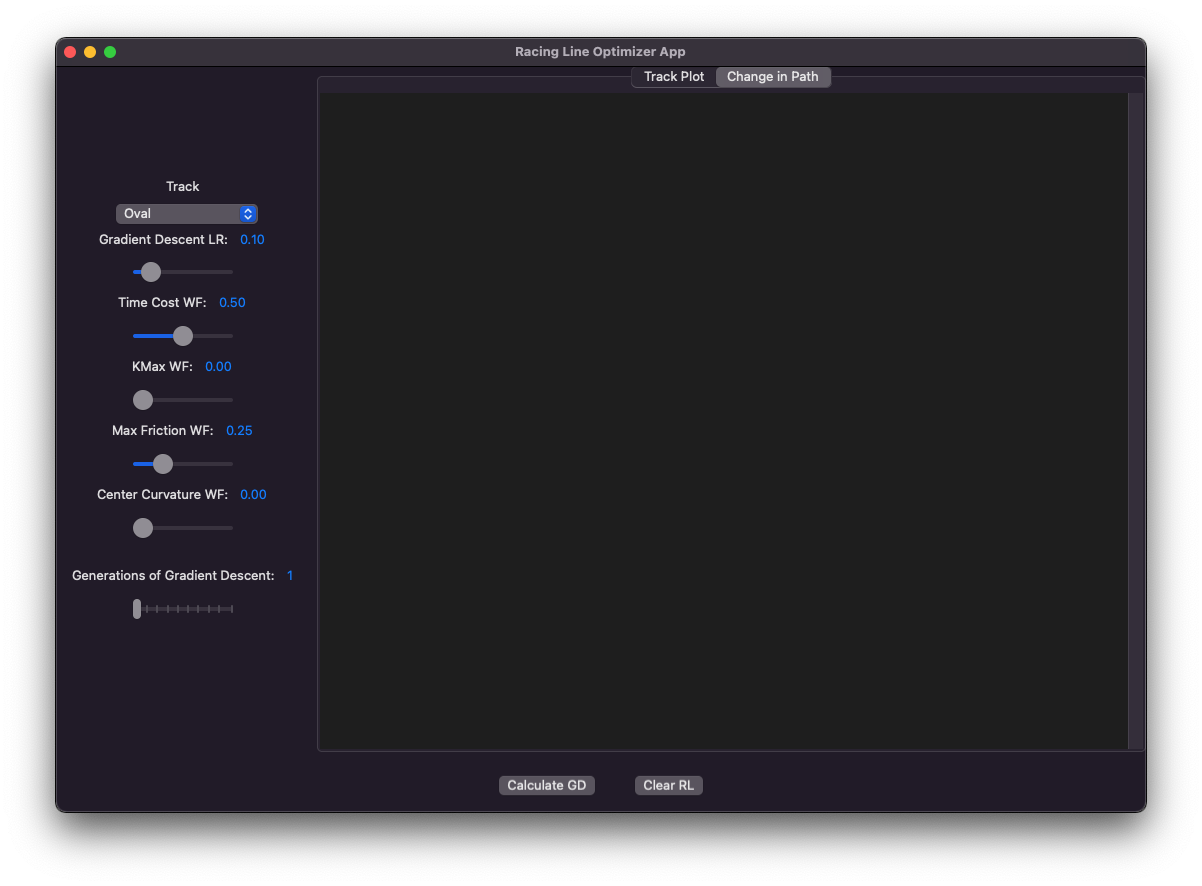 Racing Line Optimizer App
Track Plot Change in Path
Track
Oval
Gradient Descent LR: 0.10
Time Cost WF: 0.50
KMax WF: 0.00
Max Friction WF: 0.25
Center Curvature WF: 0.00
Generations of Gradient Descent: 1
Calculate GD Clear RL